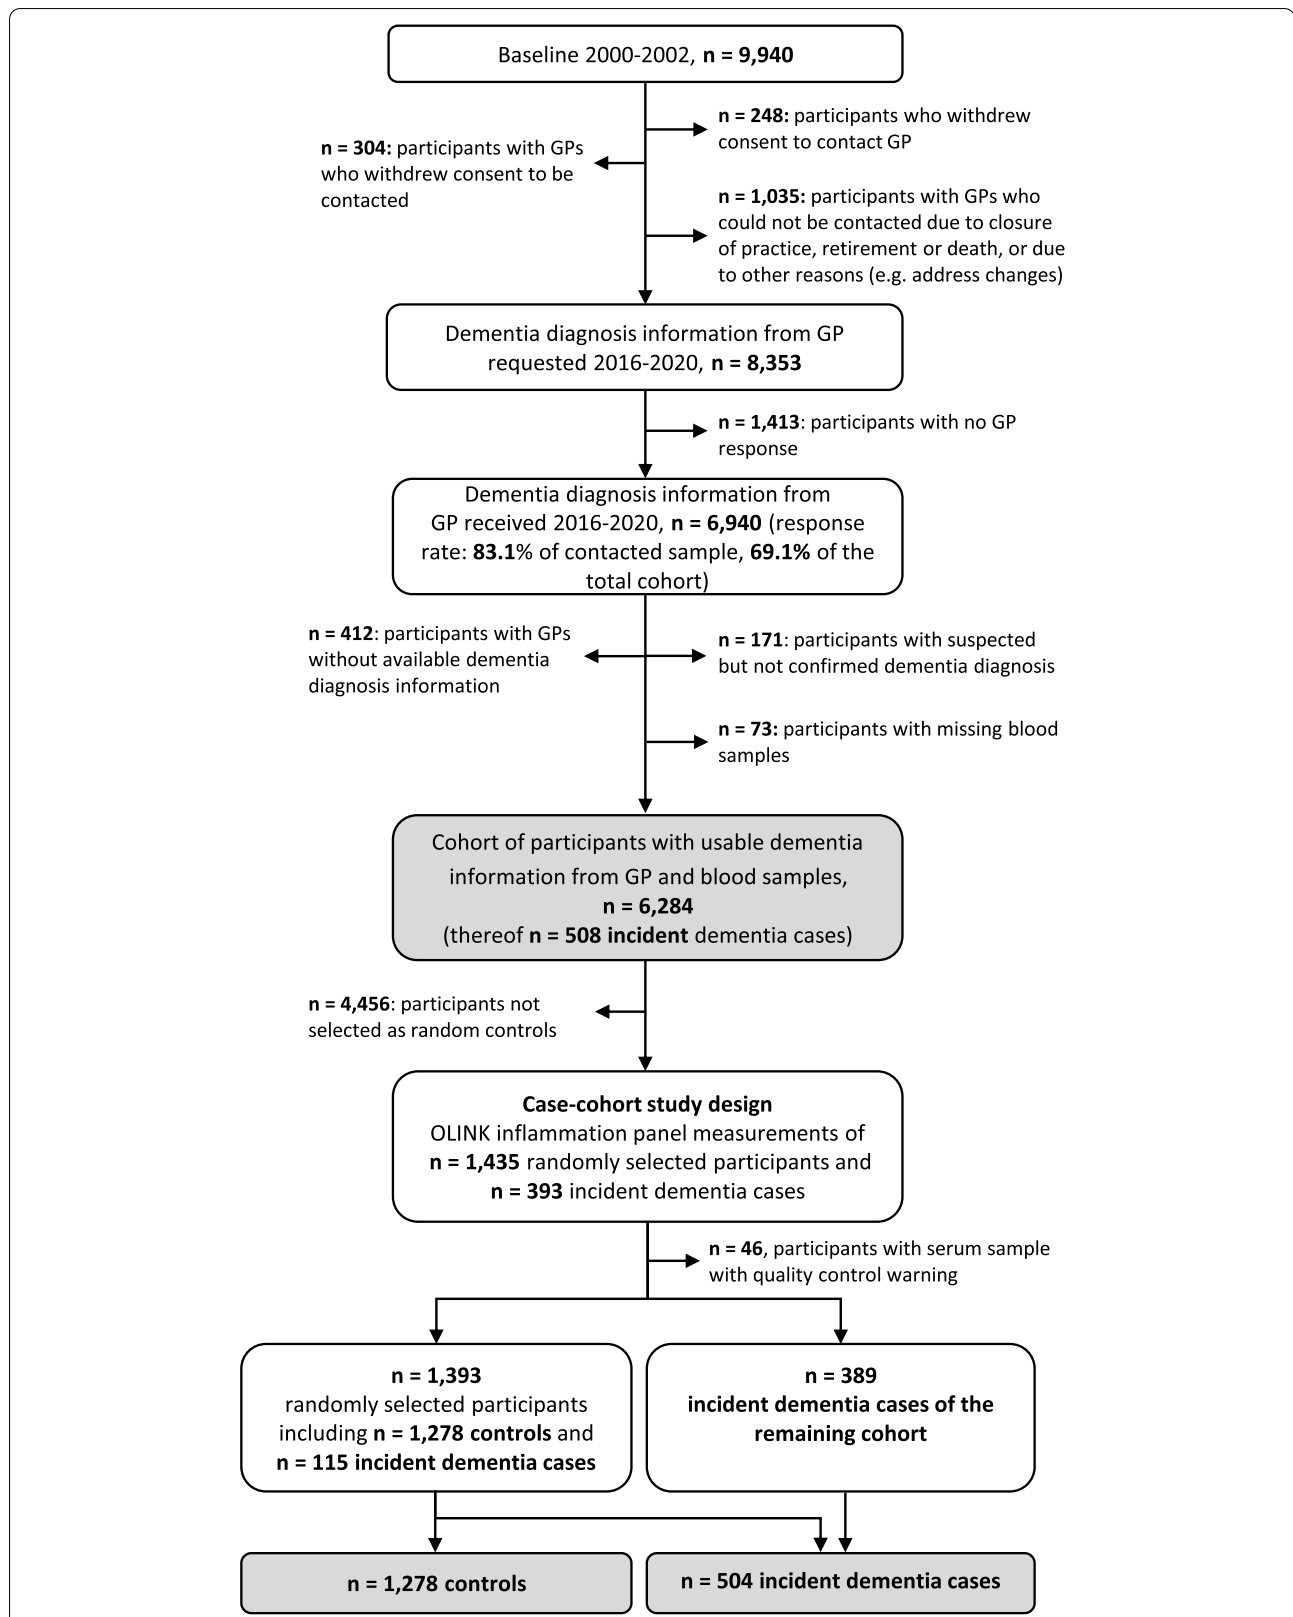 Baseline 2000-2002, n = 9,940
n = 248: participants who withdrew
consent to contact GP
n = 304: participants with GPs
who withdrew consent to be
contacted
n = 1,035: participants with GPs who
could not be contacted due to closure
of practice, retirement or death, or due
to other reasons (e.g. address changes)
Dementia diagnosis information from GP
requested 2016-2020, n = 8,353
n = 1,413: participants with no GP
response
Dementia diagnosis information from
GP received 2016-2020, n = 6,940 (response
rate: 83.1% of contacted sample, 69.1% of the
total cohort)
n = 412: participants with GPs
without available dementia
diagnosis information
n = 171: participants with suspected
but not confirmed dementia diagnosis
n = 73: participants with missing blood
samples
Cohort of participants with usable dementia
information from GP and blood samples,
n = 6,284
(thereof n = 508 incident dementia cases)
n = 4,456: participants not
selected as random controls
Case-cohort study design
OLINK inflammation panel measurements of
n = 1,435 randomly selected participants and
n = 393 incident dementia cases
n = 46, participants with serum sample
with quality control warning
n = 1,393
randomly selected participants
including n = 1,278 controls and
n = 115 incident dementia cases
n = 389
incident dementia cases of the
remaining cohort
n = 1,278 controls
n = 504 incident dementia cases